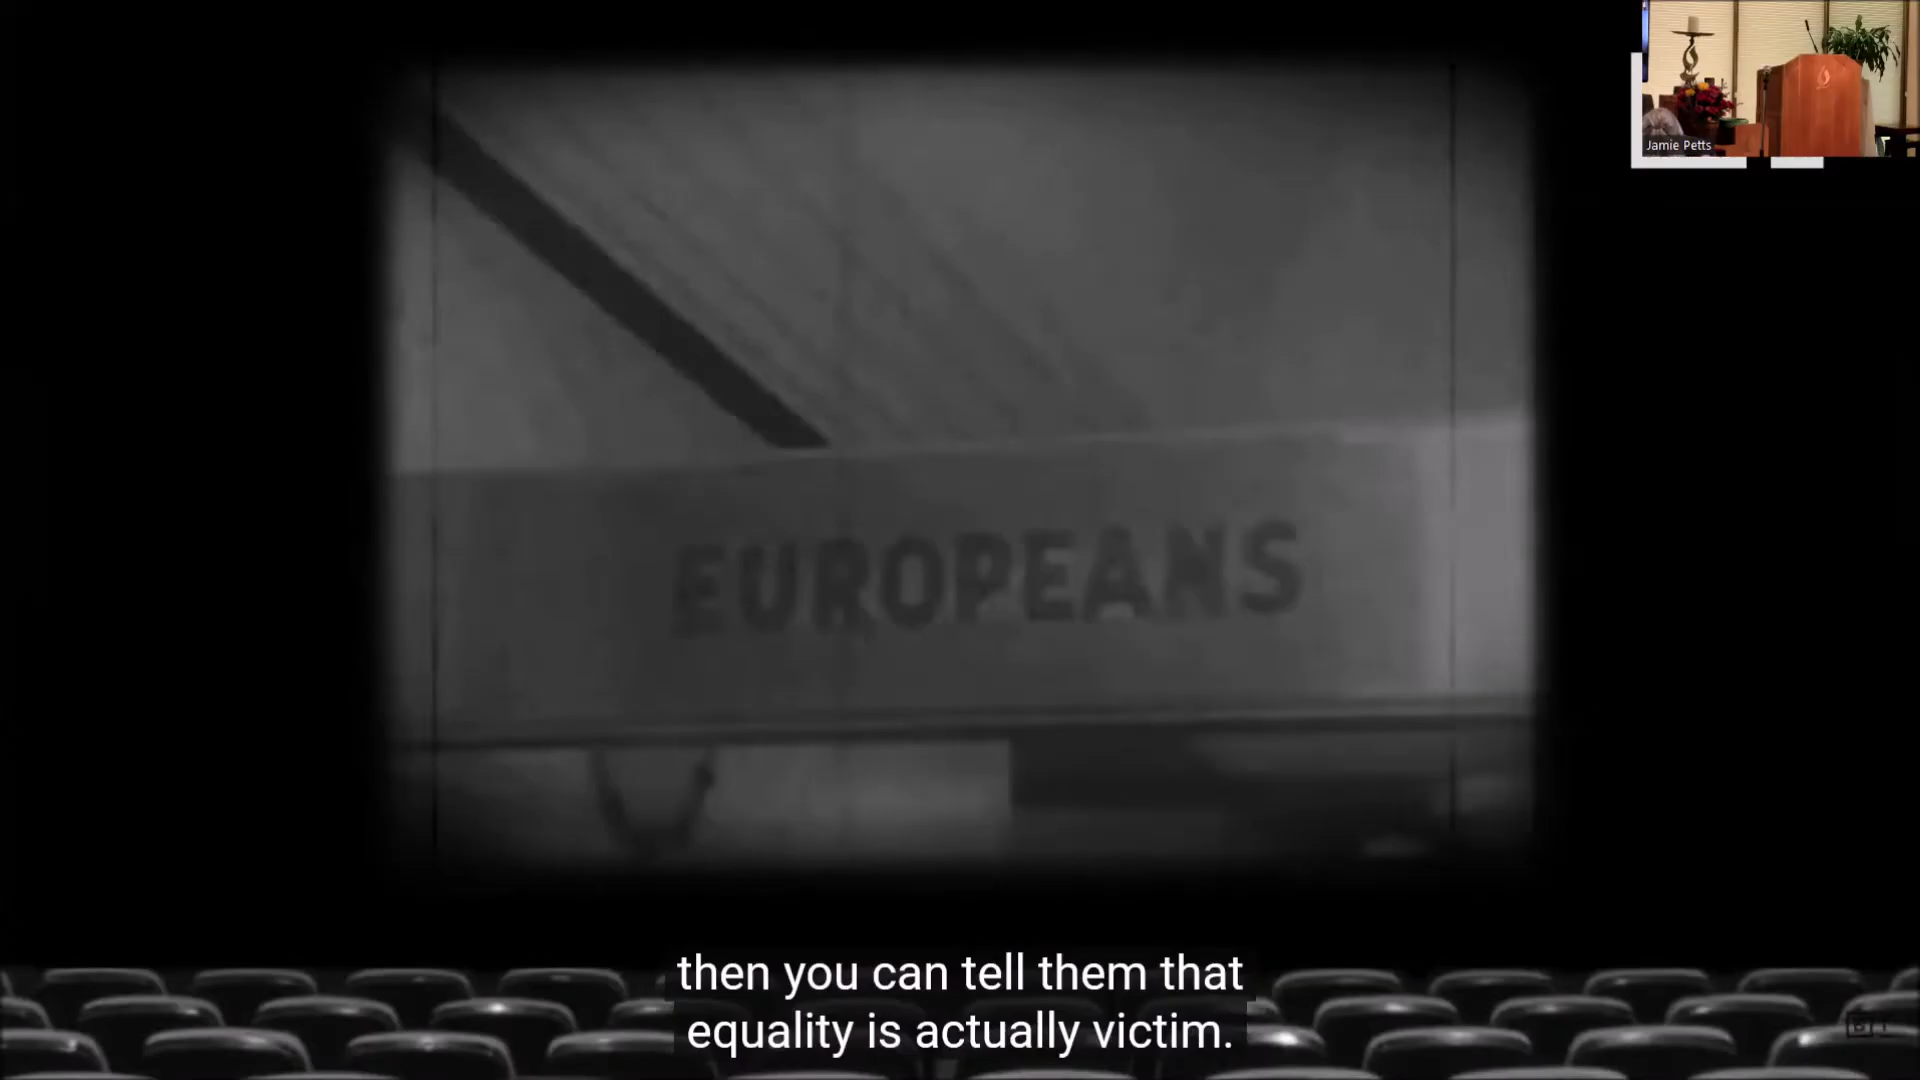 Jamie Petts
EUROPEANS
then you can tell them that
equality is actually victim.